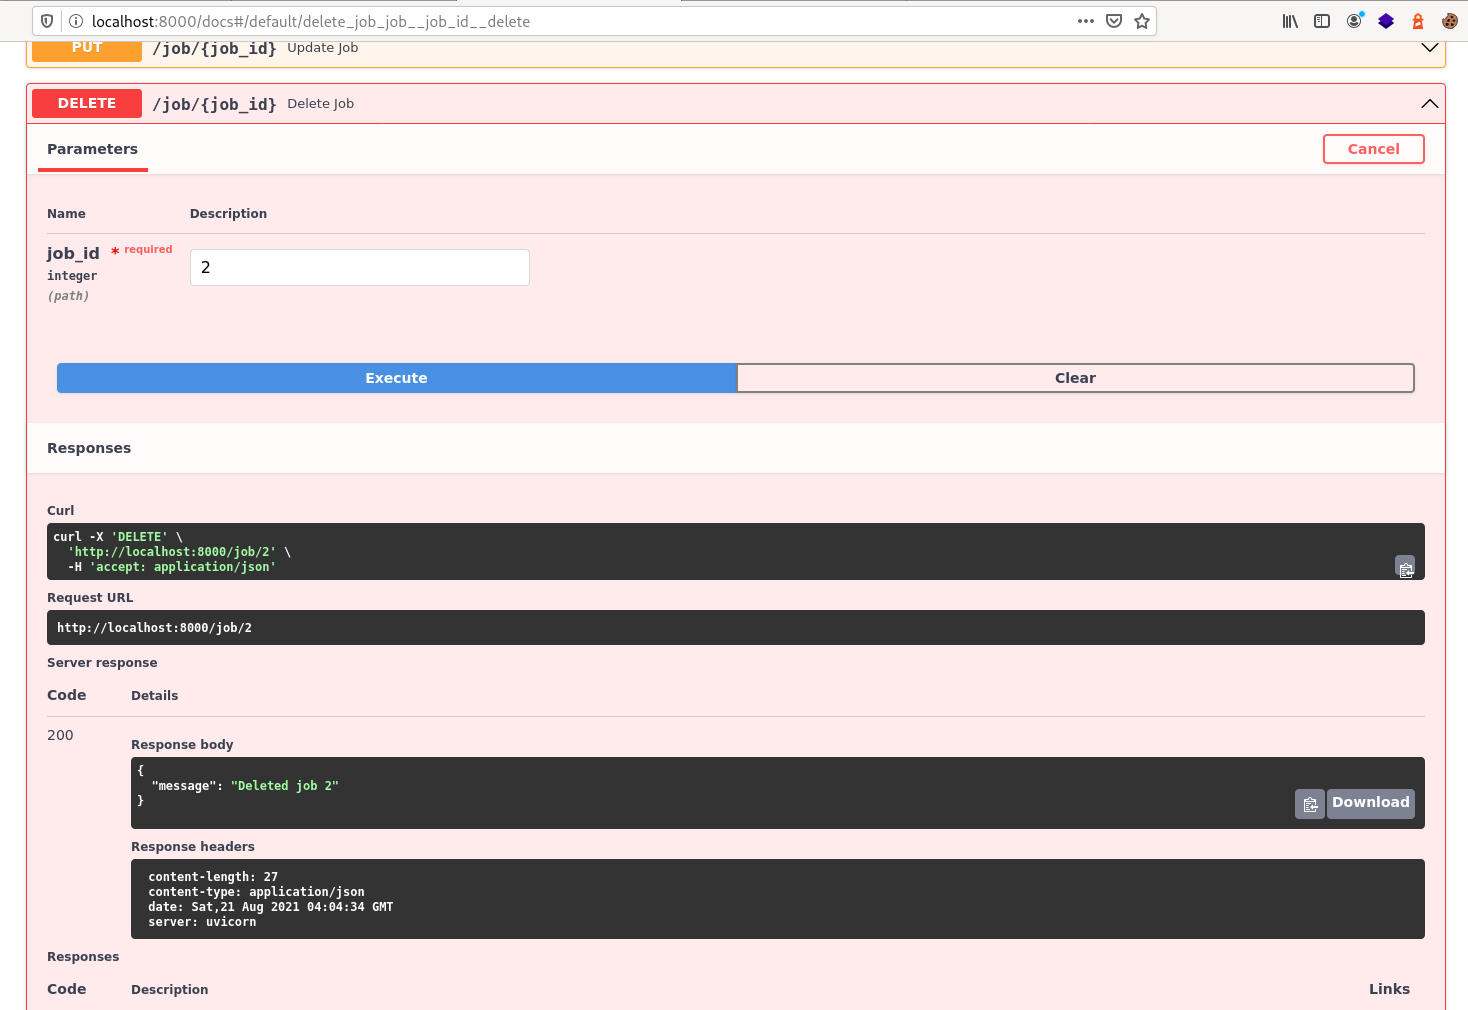 localhost:8000/docs#/default/delete_job_job__job_id__delete
PUT /job/{job_id} Update Job
DELETE /job/{job_id} Delete Job
Parameters Cancel
Name Description
job_id * required 2
integer
(path)
Execute Clear
Responses
Curl
curl -X 'DELETE' \
  'http://localhost:8000/job/2' \
  -H 'accept: application/json'
Request URL
http://localhost:8000/job/2
Server response
Code Details
200
Response body
{
  "message": "Deleted job 2"
}
Download
Response headers
content-length: 27
content-type: application/json
date: Sat,21 Aug 2021 04:04:34 GMT
server: uvicorn
Responses
Code Description Links